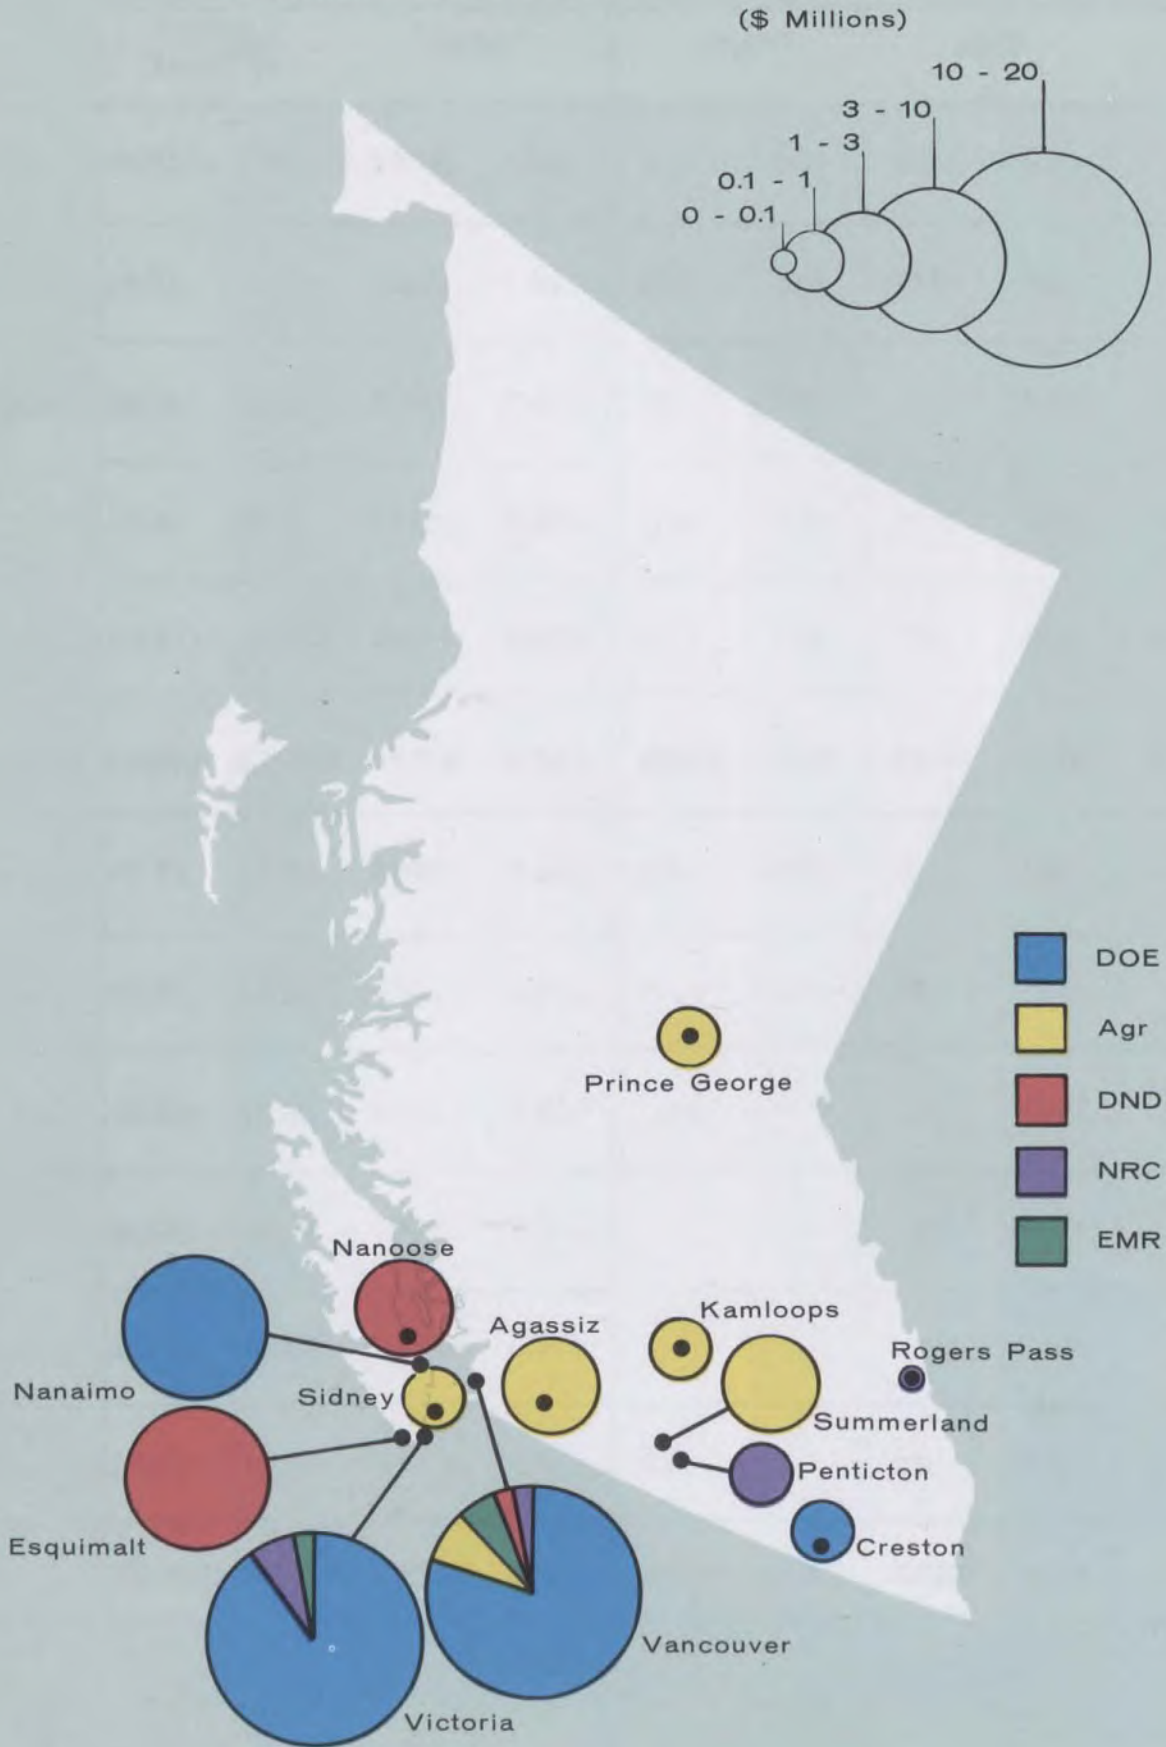 ($ Millions)
10 - 20
3 - 10
1 - 3
0.1 - 1
0 - 0.1
DOE
Agr
Prince George
DND
NRC
EMR
Nanoose
Kamloops
Agassiz
Rogers Pass
Nanaimo
Sidney
Summerland
Penticton
Esquimalt
Creston
Vancouver
Victoria